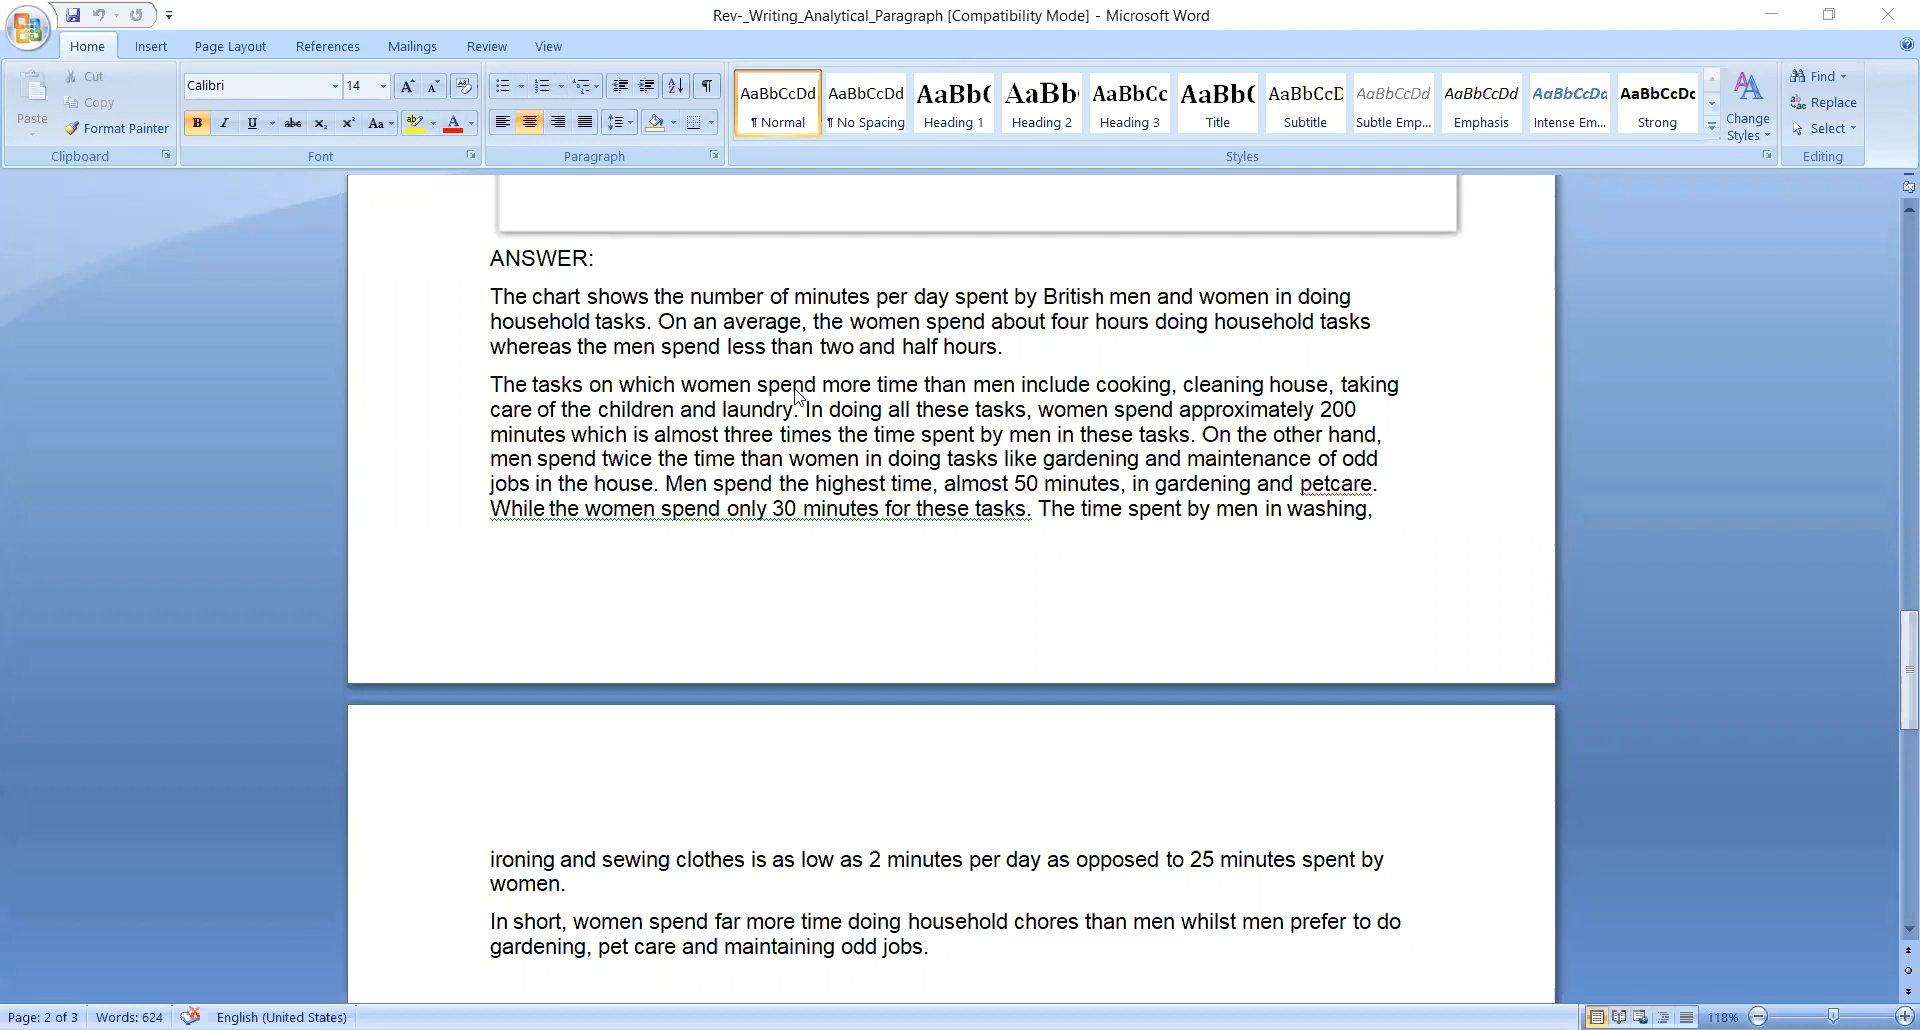 Rev-_Writing_Analytical_Paragraph [Compatibility Mode] - Microsoft Word
Home Insert Page Layout References Mailings Review View
Paste
Cut
Copy
Format Painter
Clipboard
Calibri 14
B I U abc x₂ x² Aa ab A
Font
Paragraph
AaBbCcDd AaBbCcDd AaBbC AaBb AaBbCc AaBb( AaBbCcD AaBbCcDd AaBbCcDd AaBbCcDd AaBbCc
¶ Normal ¶ No Spacing Heading 1 Heading 2 Heading 3 Title Subtitle Subtle Emp... Emphasis Intense Em... Strong
Change
Styles
Styles
Find
Replace
Select
Editing
ANSWER:
The chart shows the number of minutes per day spent by British men and women in doing
household tasks. On an average, the women spend about four hours doing household tasks
whereas the men spend less than two and half hours.
The tasks on which women spend more time than men include cooking, cleaning house, taking
care of the children and laundry. In doing all these tasks, women spend approximately 200
minutes which is almost three times the time spent by men in these tasks. On the other hand,
men spend twice the time than women in doing tasks like gardening and maintenance of odd
jobs in the house. Men spend the highest time, almost 50 minutes, in gardening and petcare.
While the women spend only 30 minutes for these tasks. The time spent by men in washing,
ironing and sewing clothes is as low as 2 minutes per day as opposed to 25 minutes spent by
women.
In short, women spend far more time doing household chores than men whilst men prefer to do
gardening, pet care and maintaining odd jobs.
Page: 2 of 3 Words: 624 English (United States) 118%